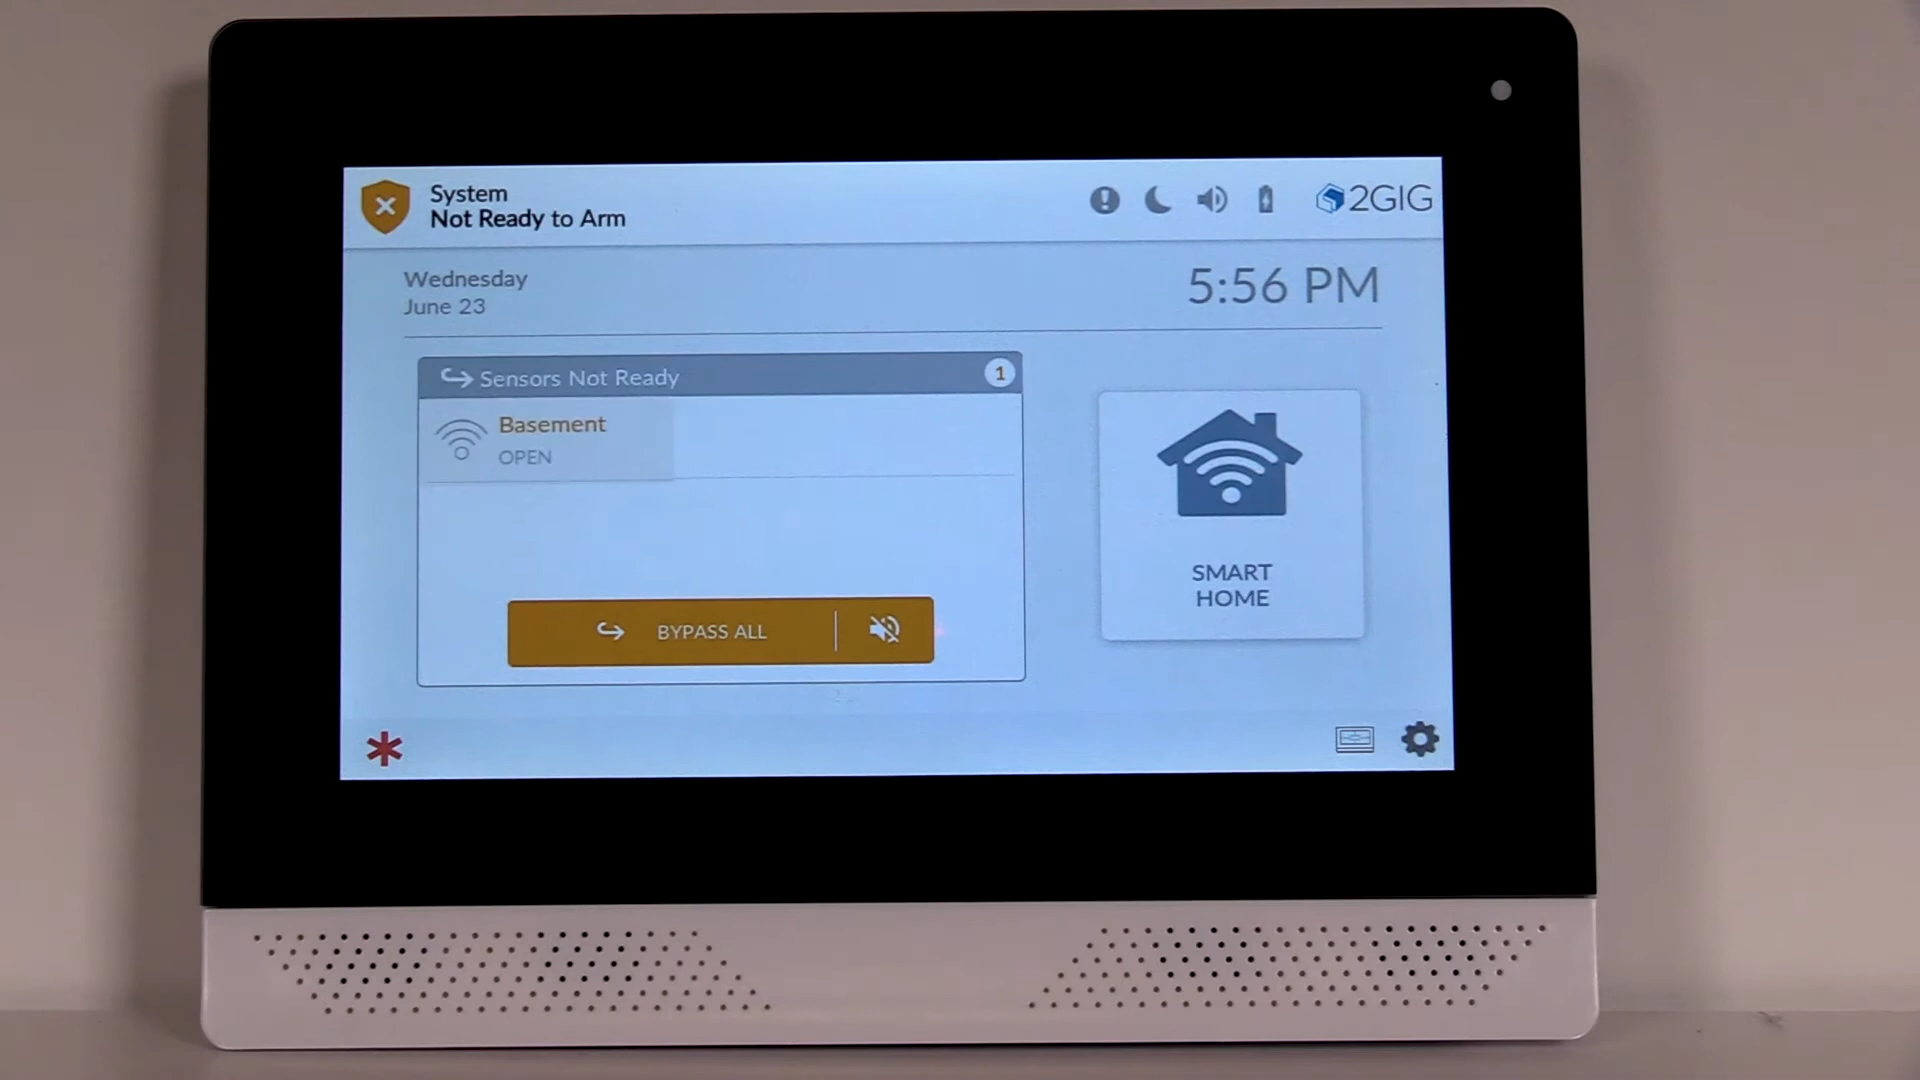 System
Not Ready to Arm
2GIG
Wednesday
June 23
5:56 PM
Sensors Not Ready
1
Basement
OPEN
BYPASS ALL
SMART
HOME